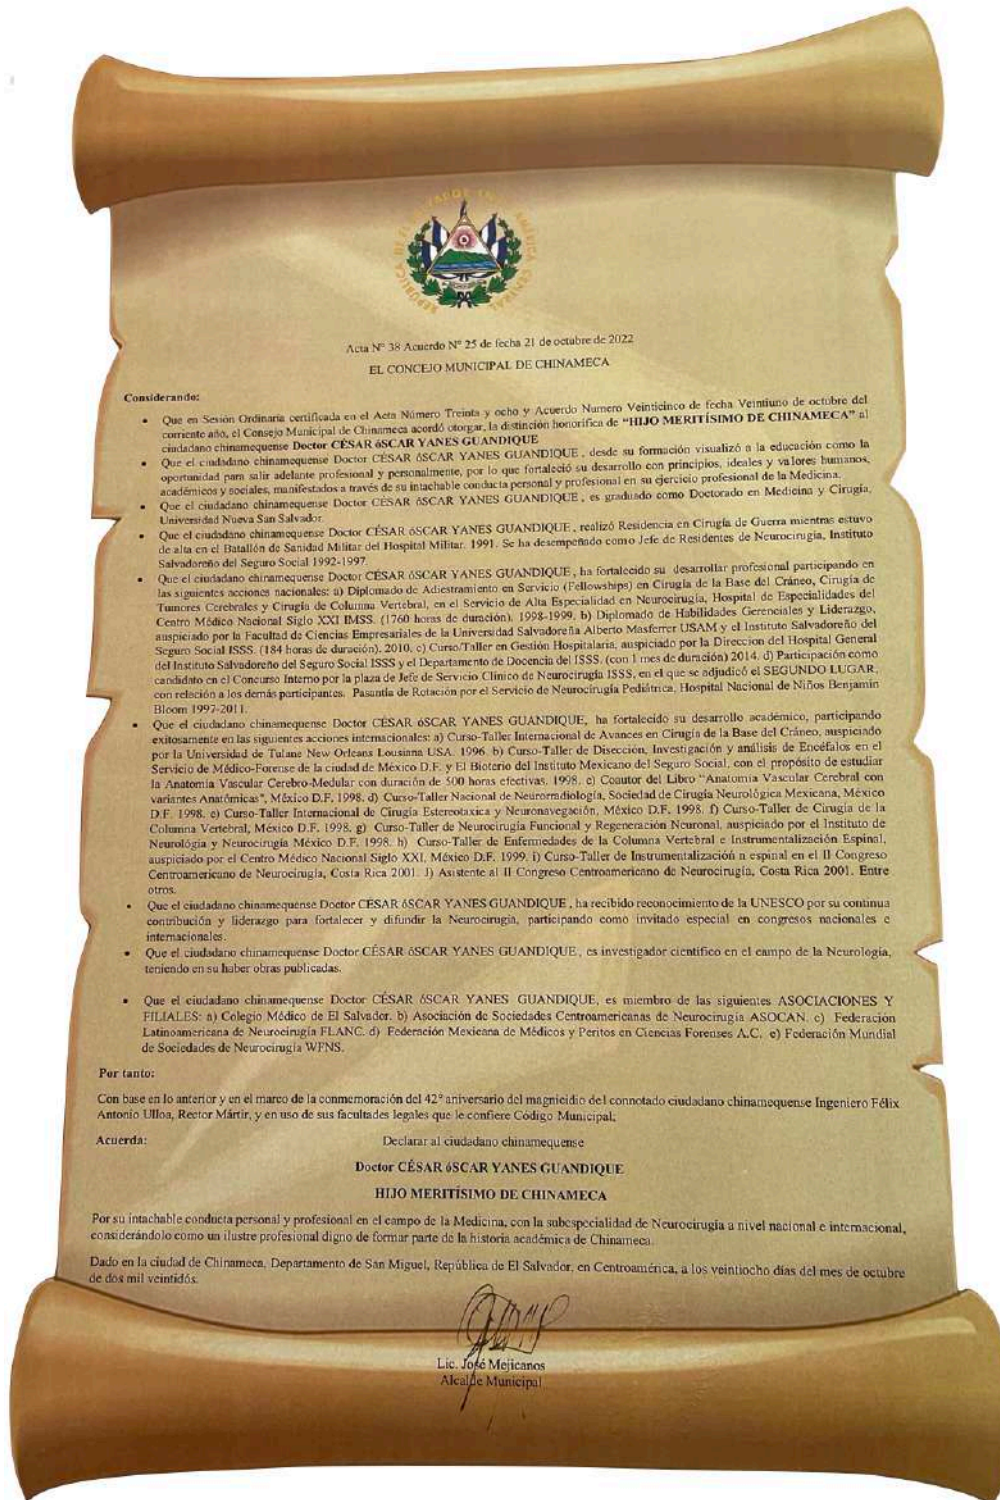 REPÚBLICA DE EL SALVADOR EN LA AMÉRICA CENTRAL
Acta N° 38 Acuerdo N° 25 de fecha 21 de octubre de 2022
EL CONCEJO MUNICIPAL DE CHINAMECA
Considerando:
• Que en Sesión Ordinaria certificada en el Acta Número Treinta y ocho y Acuerdo Numero Veinticinco de fecha Veintiuno de octubre del
corriente año, el Consejo Municipal de Chinameca acordó otorgar, la distinción honorifica de “HIJO MERITÍSIMO DE CHINAMECA” al
ciudadano chinamequense Doctor CÉSAR óSCAR YANES GUANDIQUE
• Que el ciudadano chinamequense Doctor CÉSAR óSCAR YANES GUANDIQUE , desde su formación visualizó a la educación como la
oportunidad para salir adelante profesional y personalmente, por lo que fortaleció su desarrollo con principios, ideales y valores humanos,
académicos y sociales, manifestados a través de su intachable conducta personal y profesional en su ejercicio profesional de la Medicina.
• Que el ciudadano chinamequense Doctor CÉSAR óSCAR YANES GUANDIQUE , es graduado como Doctorado en Medicina y Cirugía,
Universidad Nueva San Salvador.
• Que el ciudadano chinamequense Doctor CÉSAR óSCAR YANES GUANDIQUE , realizó Residencia en Cirugía de Guerra mientras estuvo
de alta en el Batallón de Sanidad Militar del Hospital Militar. 1991. Se ha desempeñado como Jefe de Residentes de Neurocirugía, Instituto
Salvadoreño del Seguro Social 1992-1997.
• Que el ciudadano chinamequense Doctor CÉSAR óSCAR YANES GUANDIQUE , ha fortalecido su desarrollar profesional participando en
las siguientes acciones nacionales: a) Diplomado de Adiestramiento en Servicio (Fellowships) en Cirugía de la Base del Cráneo, Cirugía de
Tumores Cerebrales y Cirugía de Columna Vertebral, en el Servicio de Alta Especialidad en Neurocirugía, Hospital de Especialidades del
Centro Médico Nacional Siglo XXI IMSS. (1760 horas de duración). 1998-1999. b) Diplomado de Habilidades Gerenciales y Liderazgo,
auspiciado por la Facultad de Ciencias Empresariales de la Universidad Salvadoreña Alberto Masferrer USAM y el Instituto Salvadoreño del
Seguro Social ISSS. (184 horas de duración). 2010. c) Curso/Taller en Gestión Hospitalaria, auspiciado por la Direccion del Hospital General
del Instituto Salvadoreño del Seguro Social ISSS y el Departamento de Docencia del ISSS. (con 1 mes de duración) 2014. d) Participación como
candidato en el Concurso Interno por la plaza de Jefe de Servicio Clínico de Neurocirugía ISSS, en el que se adjudicó el SEGUNDO LUGAR,
con relación a los demás participantes. Pasantía de Rotación por el Servicio de Neurocirugía Pediátrica, Hospital Nacional de Niños Benjamin
Bloom 1997-2011.
• Que el ciudadano chinamequense Doctor CÉSAR óSCAR YANES GUANDIQUE, ha fortalecido su desarrollo académico, participando
exitosamente en las siguientes acciones internacionales: a) Curso-Taller Internacional de Avances en Cirugía de la Base del Cráneo, auspiciado
por la Universidad de Tulane New Orleans Lousiana USA. 1996. b) Curso-Taller de Disección, Investigación y análisis de Encéfalos en el
Servicio de Médico-Forense de la ciudad de México D.F. y El Bioterio del Instituto Mexicano del Seguro Social, con el propósito de estudiar
la Anatomía Vascular Cerebro-Medular con duración de 500 horas efectivas. 1998. c) Coautor del Libro “Anatomía Vascular Cerebral con
variantes Anatómicas”, México D.F. 1998. d) Curso-Taller Nacional de Neurorradiología, Sociedad de Cirugía Neurológica Mexicana, México
D.F. 1998. e) Curso-Taller Internacional de Cirugía Estereotaxica y Neuronavegación, México D.F. 1998. f) Curso-Taller de Cirugía de la
Columna Vertebral, México D.F. 1998. g) Curso-Taller de Neurocirugía Funcional y Regeneración Neuronal, auspiciado por el Instituto de
Neurológia y Neurocirugía México D.F. 1998. h) Curso-Taller de Enfermedades de la Columna Vertebral e Instrumentalización Espinal,
auspiciado por el Centro Médico Nacional Siglo XXI, México D.F. 1999. i) Curso-Taller de Instrumentalización a espinal en el II Congreso
Centroamericano de Neurocirugía, Costa Rica 2001. J) Asistente al II Congreso Centroamericano de Neurocirugía, Costa Rica 2001. Entre
otros.
• Que el ciudadano chinamequense Doctor CÉSAR óSCAR YANES GUANDIQUE , ha recibido reconocimiento de la UNESCO por su continua
contribución y liderazgo para fortalecer y difundir la Neurocirugía, participando como invitado especial en congresos nacionales e
internacionales.
• Que el ciudadano chinamequense Doctor CÉSAR óSCAR YANES GUANDIQUE , es investigador científico en el campo de la Neurología,
teniendo en su haber obras publicadas.
• Que el ciudadano chinamequense Doctor CÉSAR óSCAR YANES GUANDIQUE, es miembro de las siguientes ASOCIACIONES Y
FILIALES: a) Colegio Médico de El Salvador. b) Asociación de Sociedades Centroamericanas de Neurocirugía ASOCAN. c) Federación
Latinoamericana de Neurocirugía FLANC. d) Federación Mexicana de Médicos y Peritos en Ciencias Forenses A.C. e) Federación Mundial
de Sociedades de Neurocirugía WFNS.
Por tanto:
Con base en lo anterior y en el marco de la conmemoración del 42° aniversario del magnicidio del connotado ciudadano chinamequense Ingeniero Félix
Antonio Ulloa, Rector Mártir, y en uso de sus facultades legales que le confiere Código Municipal;
Acuerda: Declarar al ciudadano chinamequense
Doctor CÉSAR óSCAR YANES GUANDIQUE
HIJO MERITÍSIMO DE CHINAMECA
Por su intachable conducta personal y profesional en el campo de la Medicina, con la subespecialidad de Neurocirugía a nivel nacional e internacional,
considerándolo como un ilustre profesional digno de formar parte de la historia académica de Chinameca.
Dado en la ciudad de Chinameca, Departamento de San Miguel, República de El Salvador, en Centroamérica, a los veintiocho días del mes de octubre
de dos mil veintidós.
Lic. José Mejicanos
Alcalde Municipal